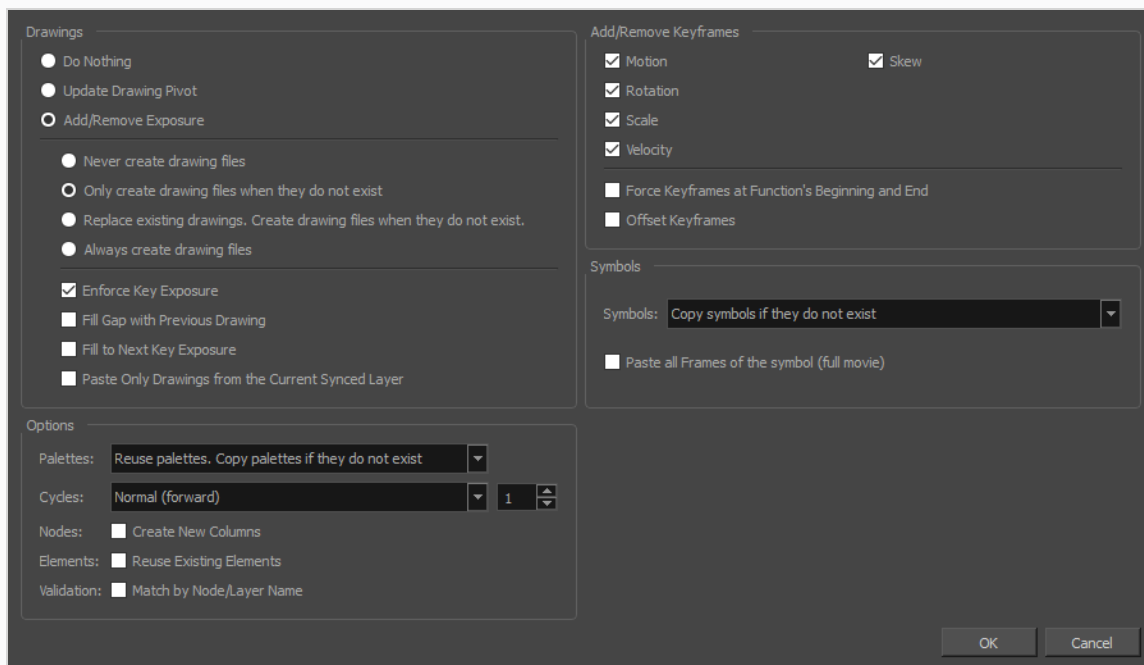 Drawings
Do Nothing
Update Drawing Pivot
Add/Remove Exposure
Never create drawing files
Only create drawing files when they do not exist
Replace existing drawings. Create drawing files when they do not exist.
Always create drawing files
Enforce Key Exposure
Fill Gap with Previous Drawing
Fill to Next Key Exposure
Paste Only Drawings from the Current Synced Layer
Options
Palettes: Reuse palettes. Copy palettes if they do not exist
Cycles: Normal (forward) 1
Nodes: Create New Columns
Elements: Reuse Existing Elements
Validation: Match by Node/Layer Name
Add/Remove Keyframes
Motion Skew
Rotation
Scale
Velocity
Force Keyframes at Function's Beginning and End
Offset Keyframes
Symbols
Symbols: Copy symbols if they do not exist
Paste all Frames of the symbol (full movie)
OK Cancel